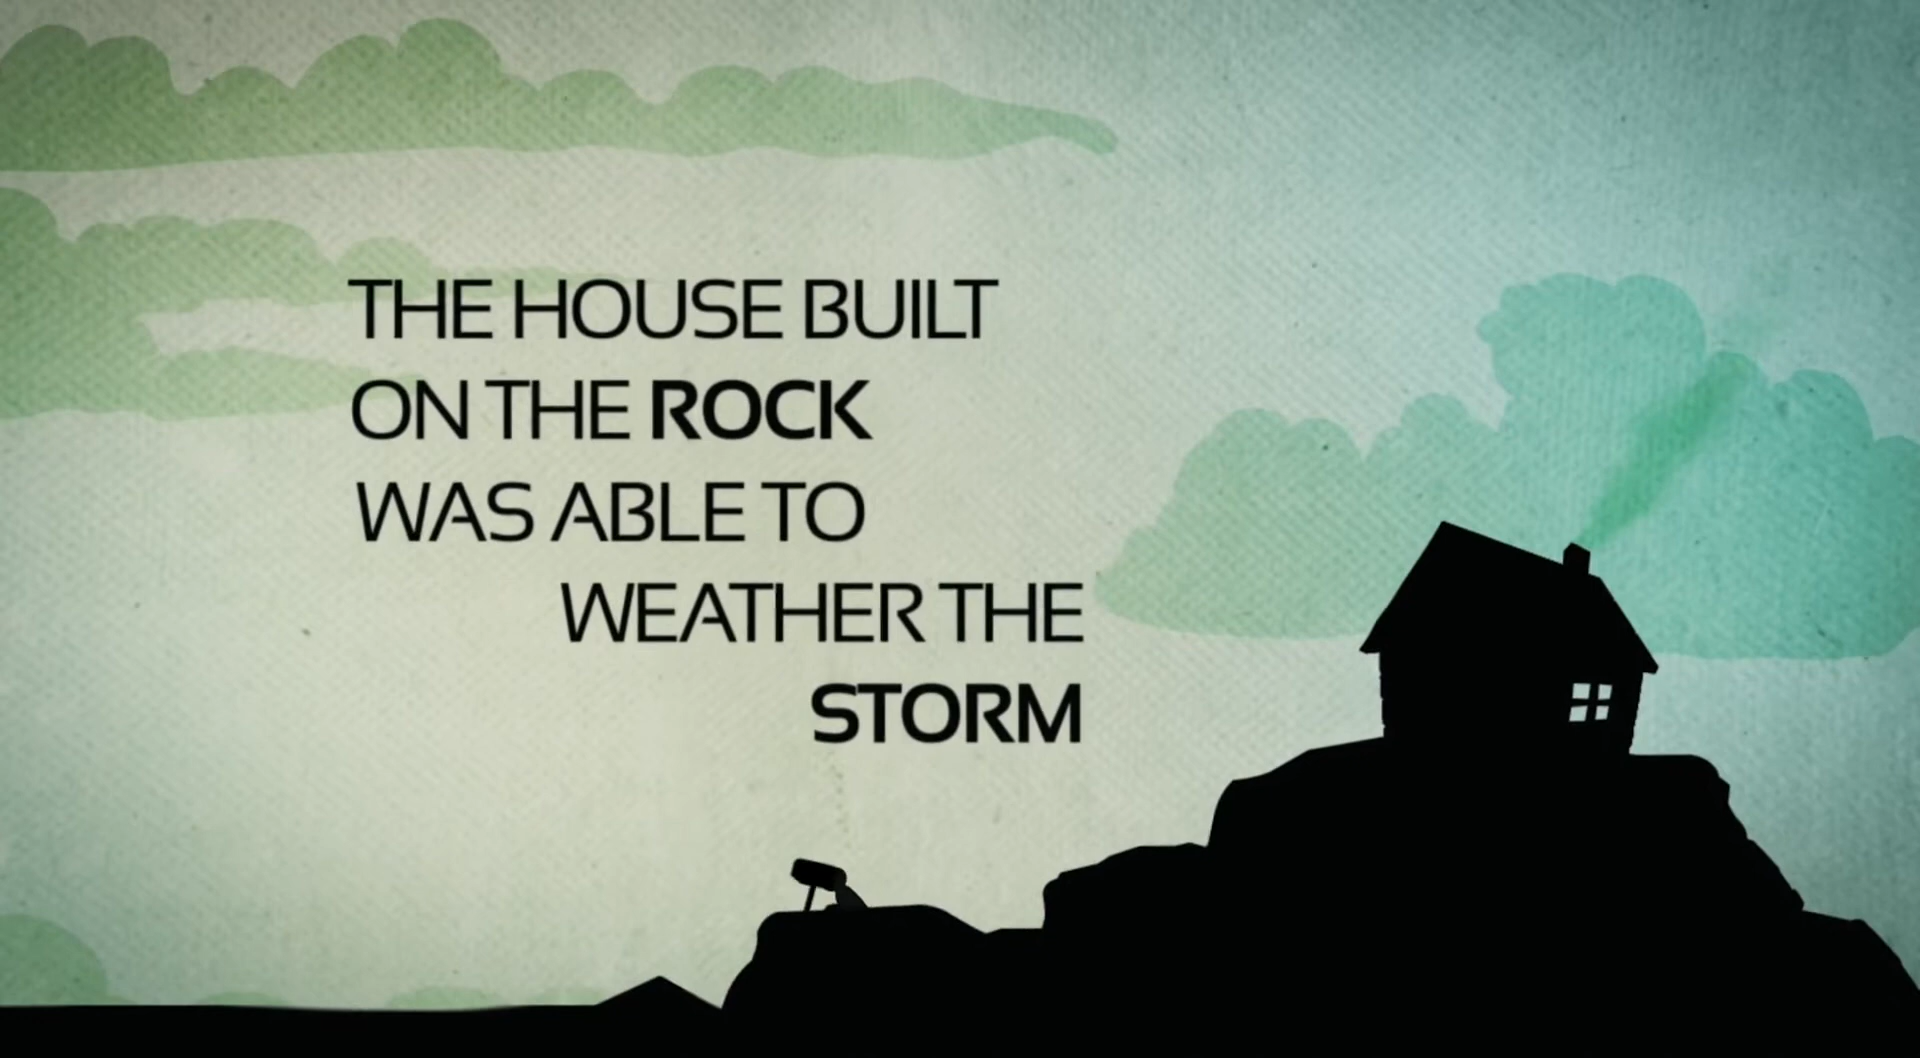 THE HOUSE BUILT
ON THE ROCK
WAS ABLE TO
WEATHER THE
STORM